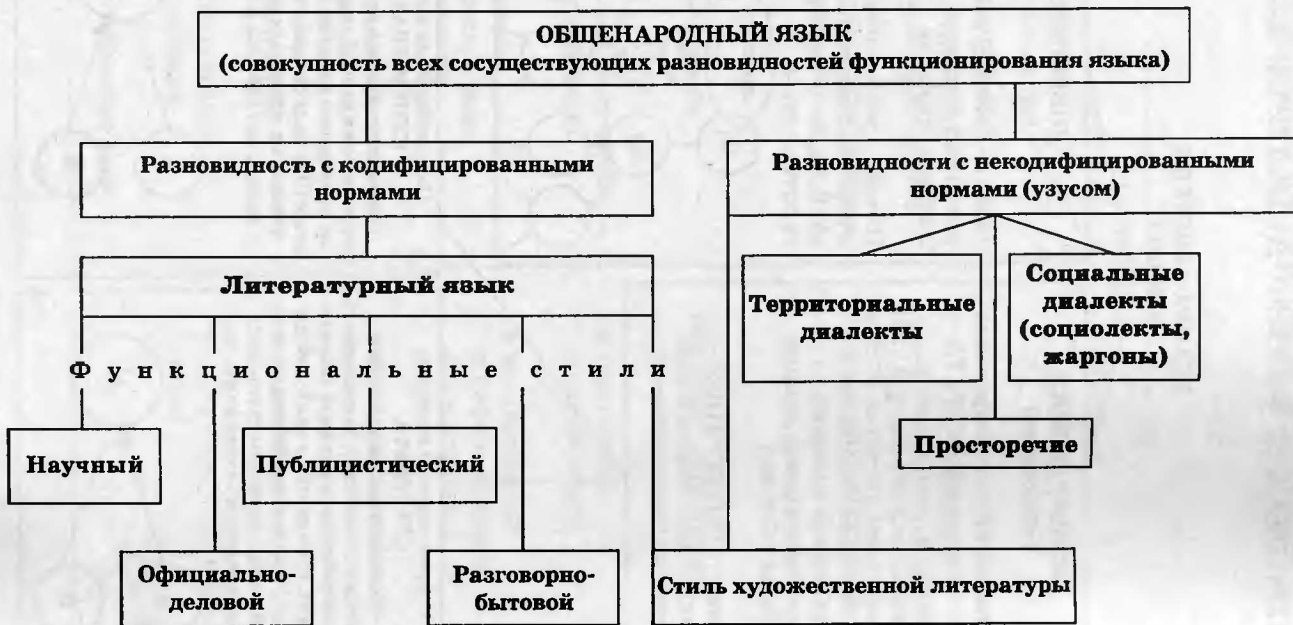 ОБЩЕНАРОДНЫЙ ЯЗЫК
(совокупность всех сосуществующих разновидностей функционирования языка)
Разновидность с кодифицированными
нормами
Разновидности с некодифицированными
нормами (узусом)
Литературный язык
Территориальные
диалекты
Социальные
диалекты
(социолекты,
жаргоны)
Функциональные стили
Просторечие
Научный
Публицистический
Официально-
деловой
Разговорно-
бытовой
Стиль художественной литературы